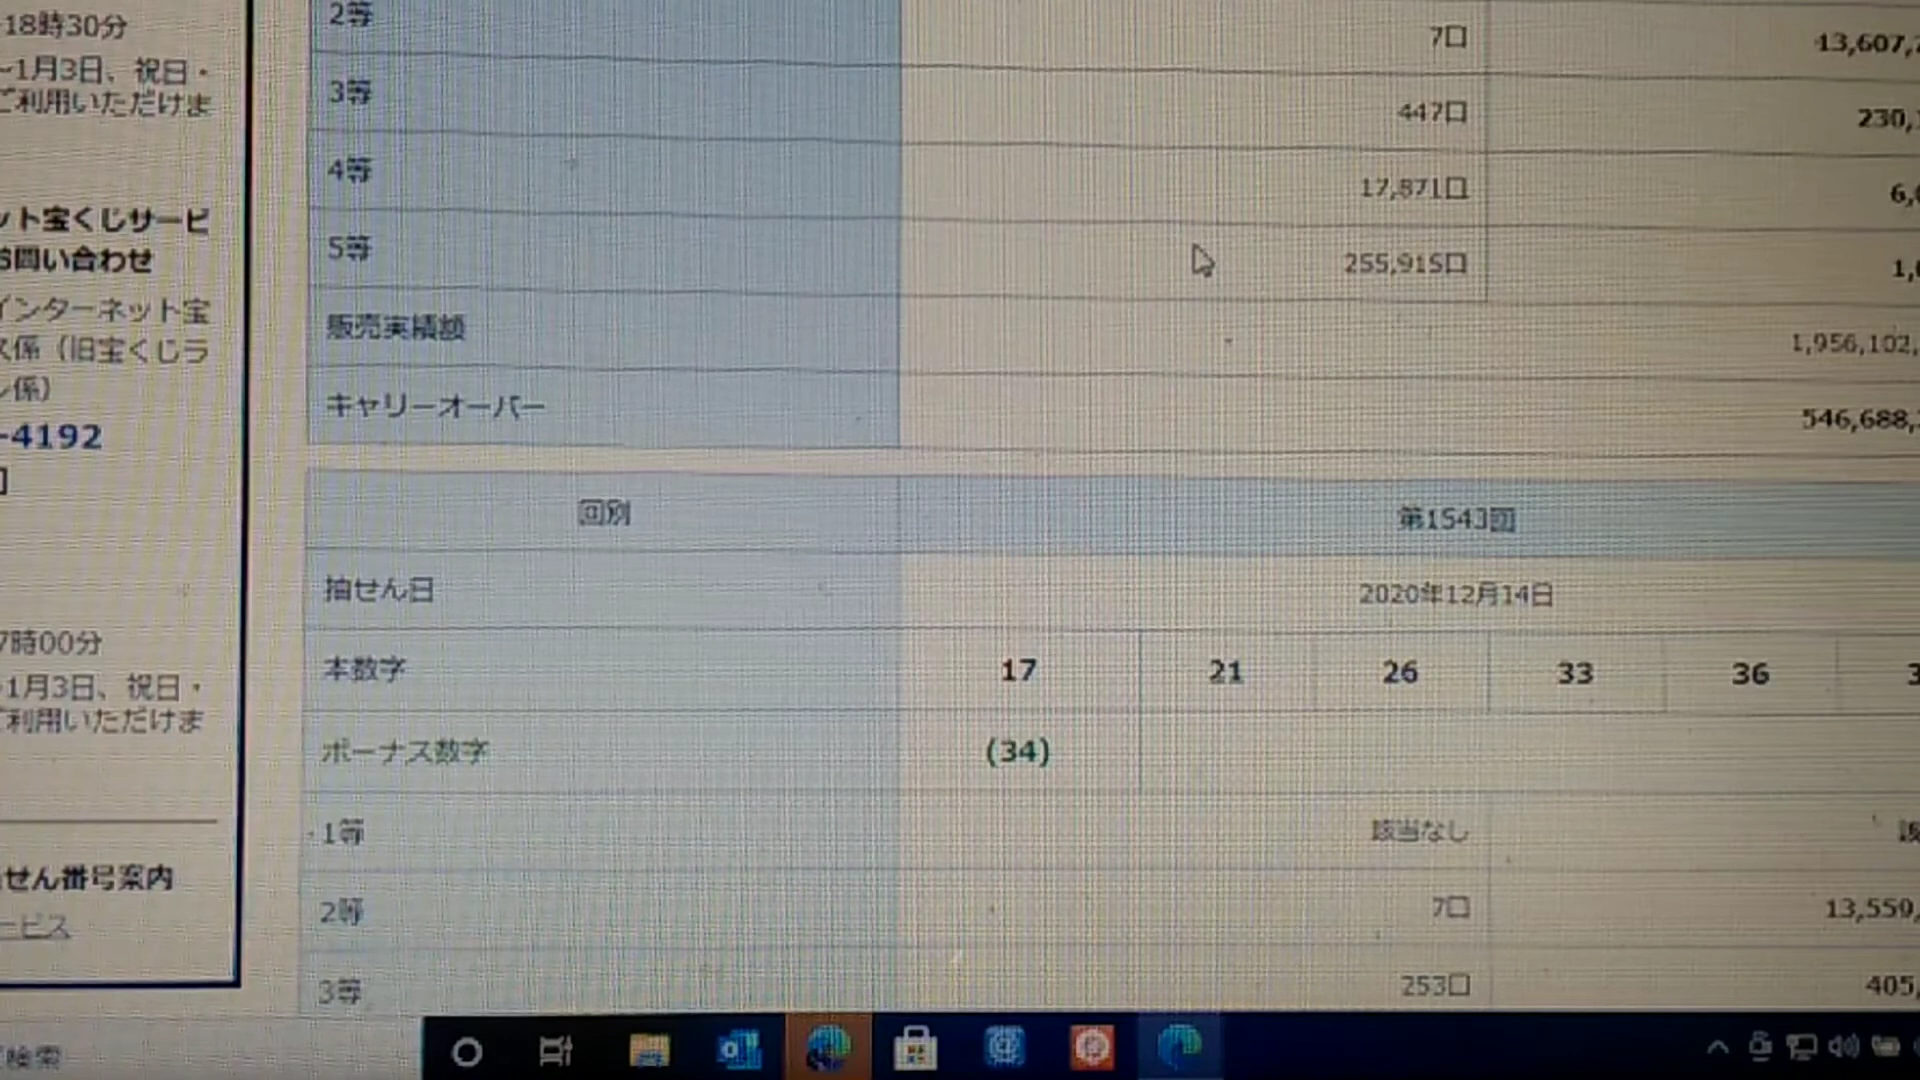 18時30分
~1月3日、祝日・
ご利用いただけま
ット宝くじサービ
お問い合わせ
インターネット宝
係（旧宝くじラ
ン係）
-4192
7時00分
1月3日、祝日・
ご利用いただけま
せん番号案内
ービス
2等 7口 13,607,
3等 447口 230,
4等 17,871口 6,
5等 255,915口 1,
販売実績額 1,956,102,
キャリーオーバー 546,688,
回別 第1543回
抽せん日 2020年12月14日
本数字 17 21 26 33 36 3
ボーナス数字 (34)
1等 該当なし 該
2等 7口 13,559,
3等 253口 405,
検索